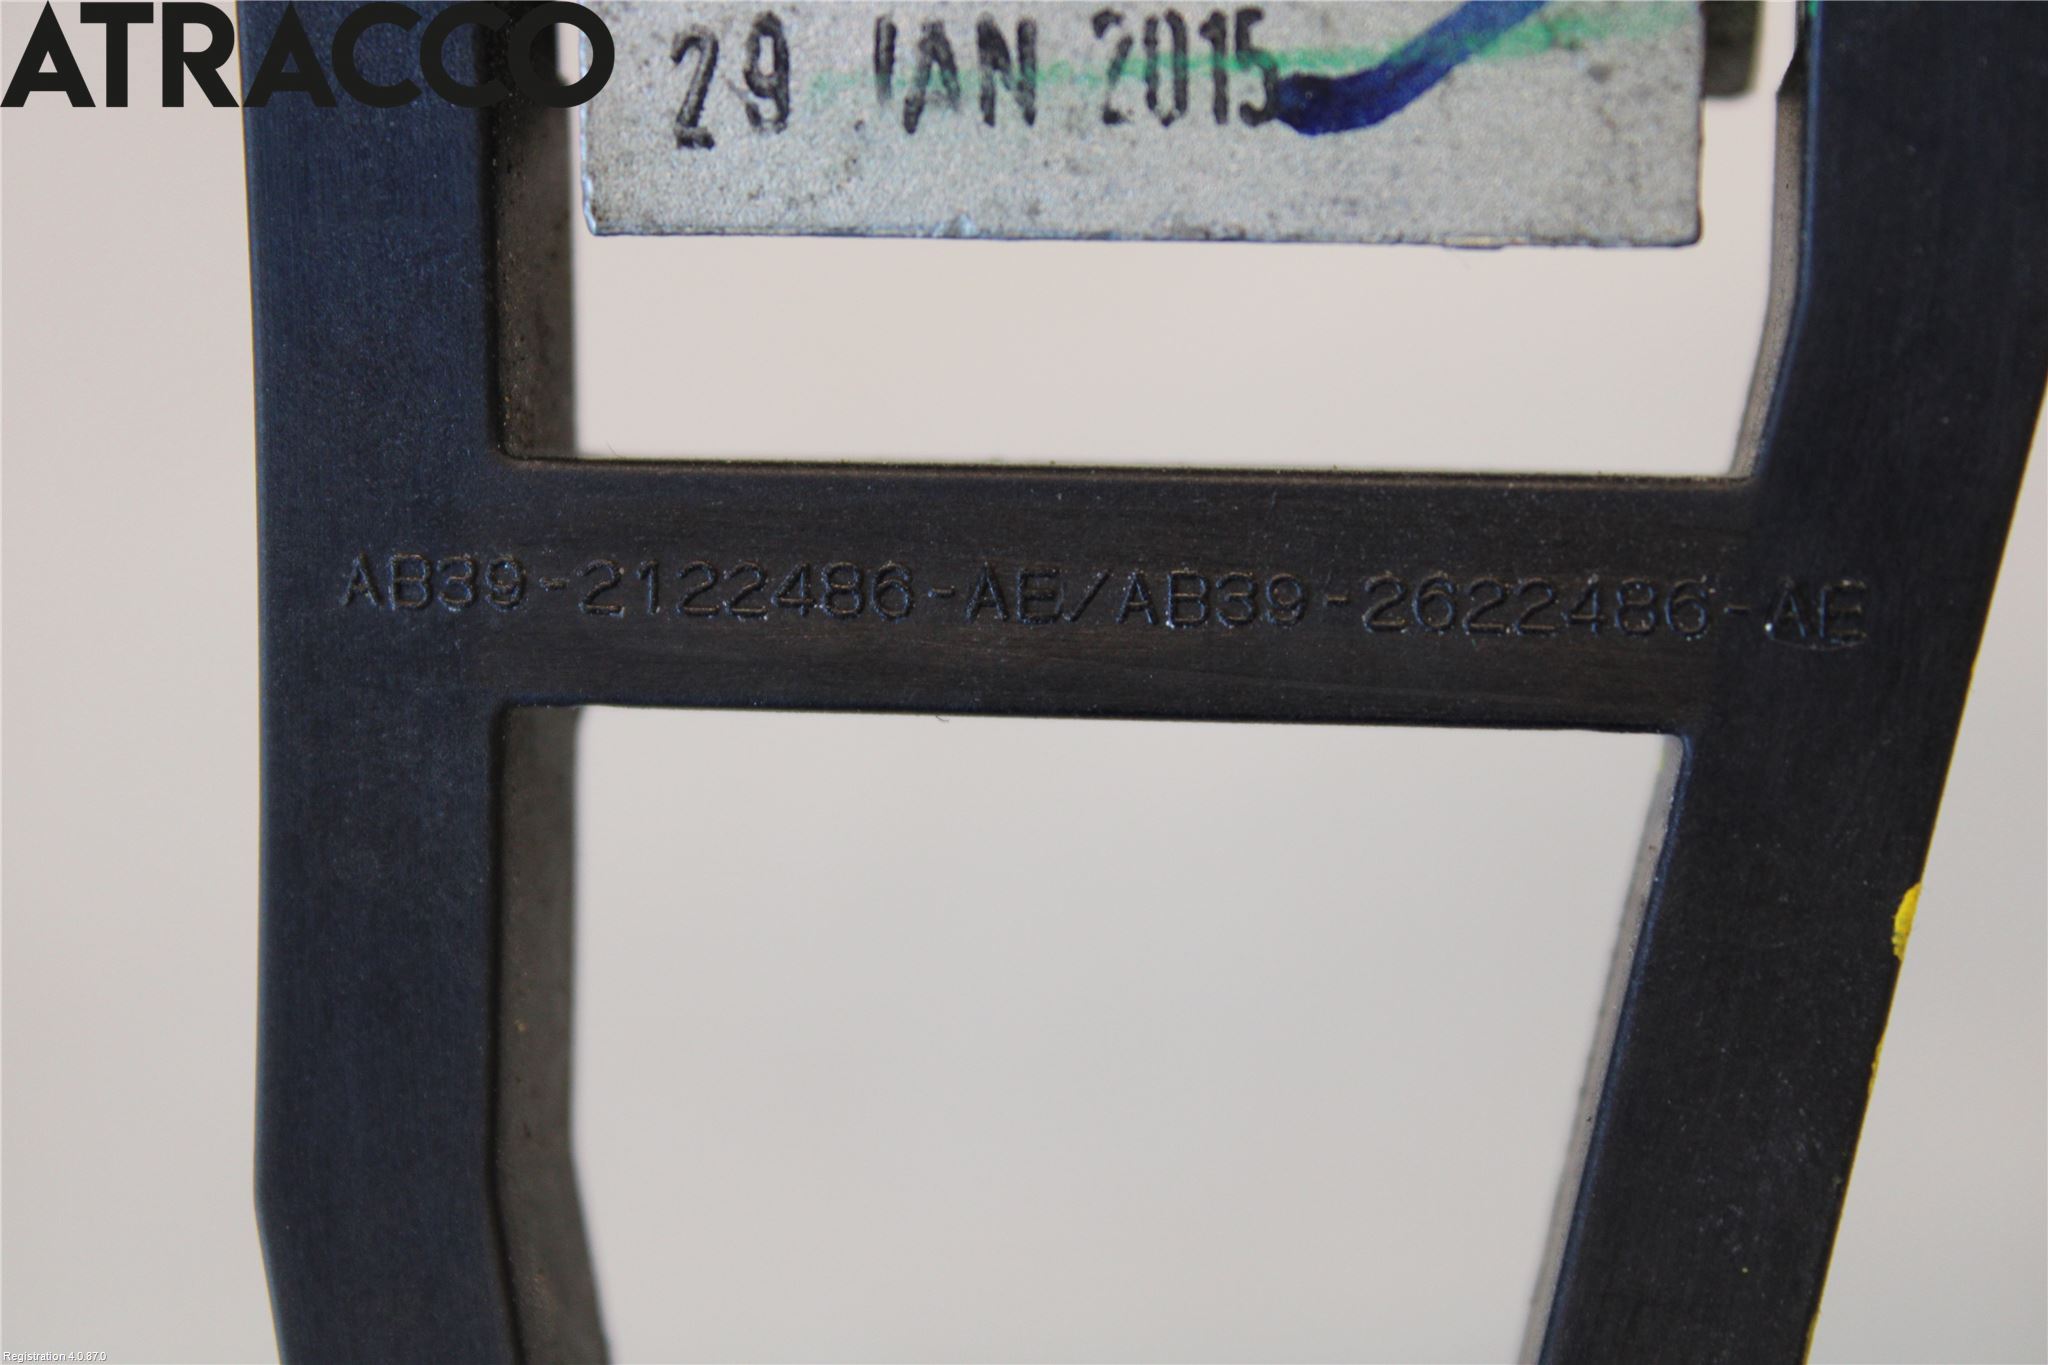 ATRACCO
29 JAN 2015
AB39-2122486-AE/AB39-2622486-AE
Registration 4.0.87.0